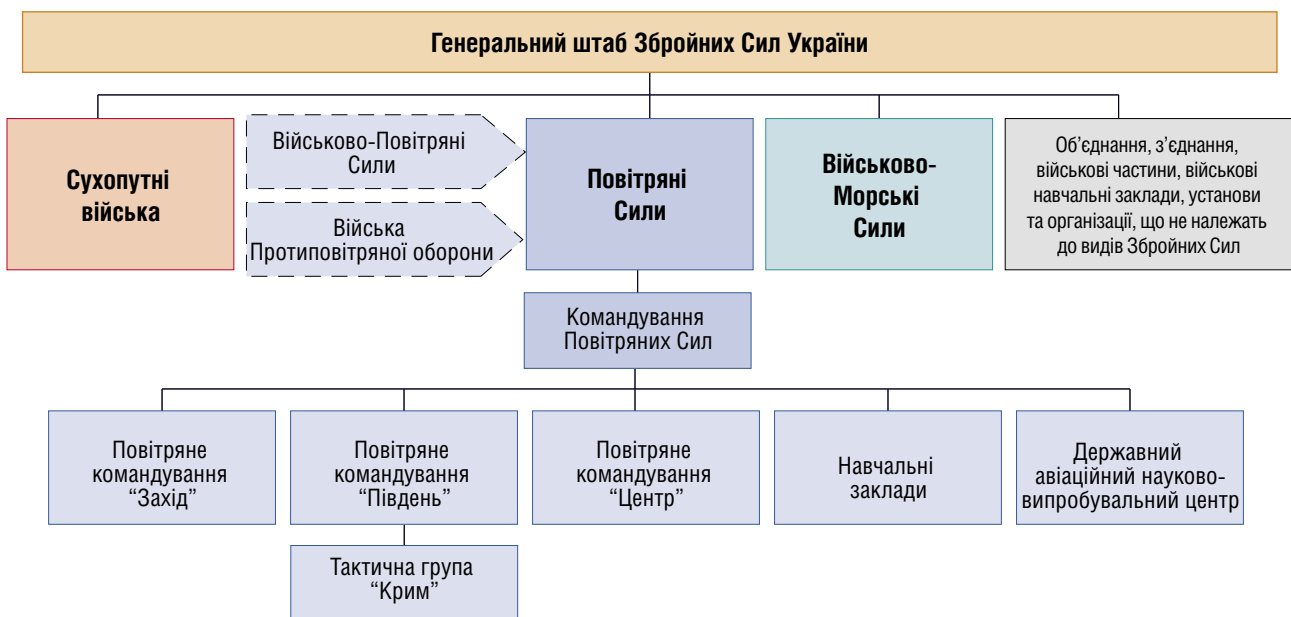 Генеральний штаб Збройних Сил України
Сухопутні
війська
Військово-Повітряні
Сили
Війська
Протиповітряної оборони
Повітряні
Сили
Військово-
Морські
Сили
Об’єднання, з’єднання,
військові частини, військові
навчальні заклади, установи
та організації, що не належать
до видів Збройних Сил
Командування
Повітряних Сил
Повітряне
командування
“Захід”
Повітряне
командування
“Південь”
Повітряне
командування
“Центр”
Навчальні
заклади
Державний
авіаційний науково-
випробувальний центр
Тактична група
“Крим”